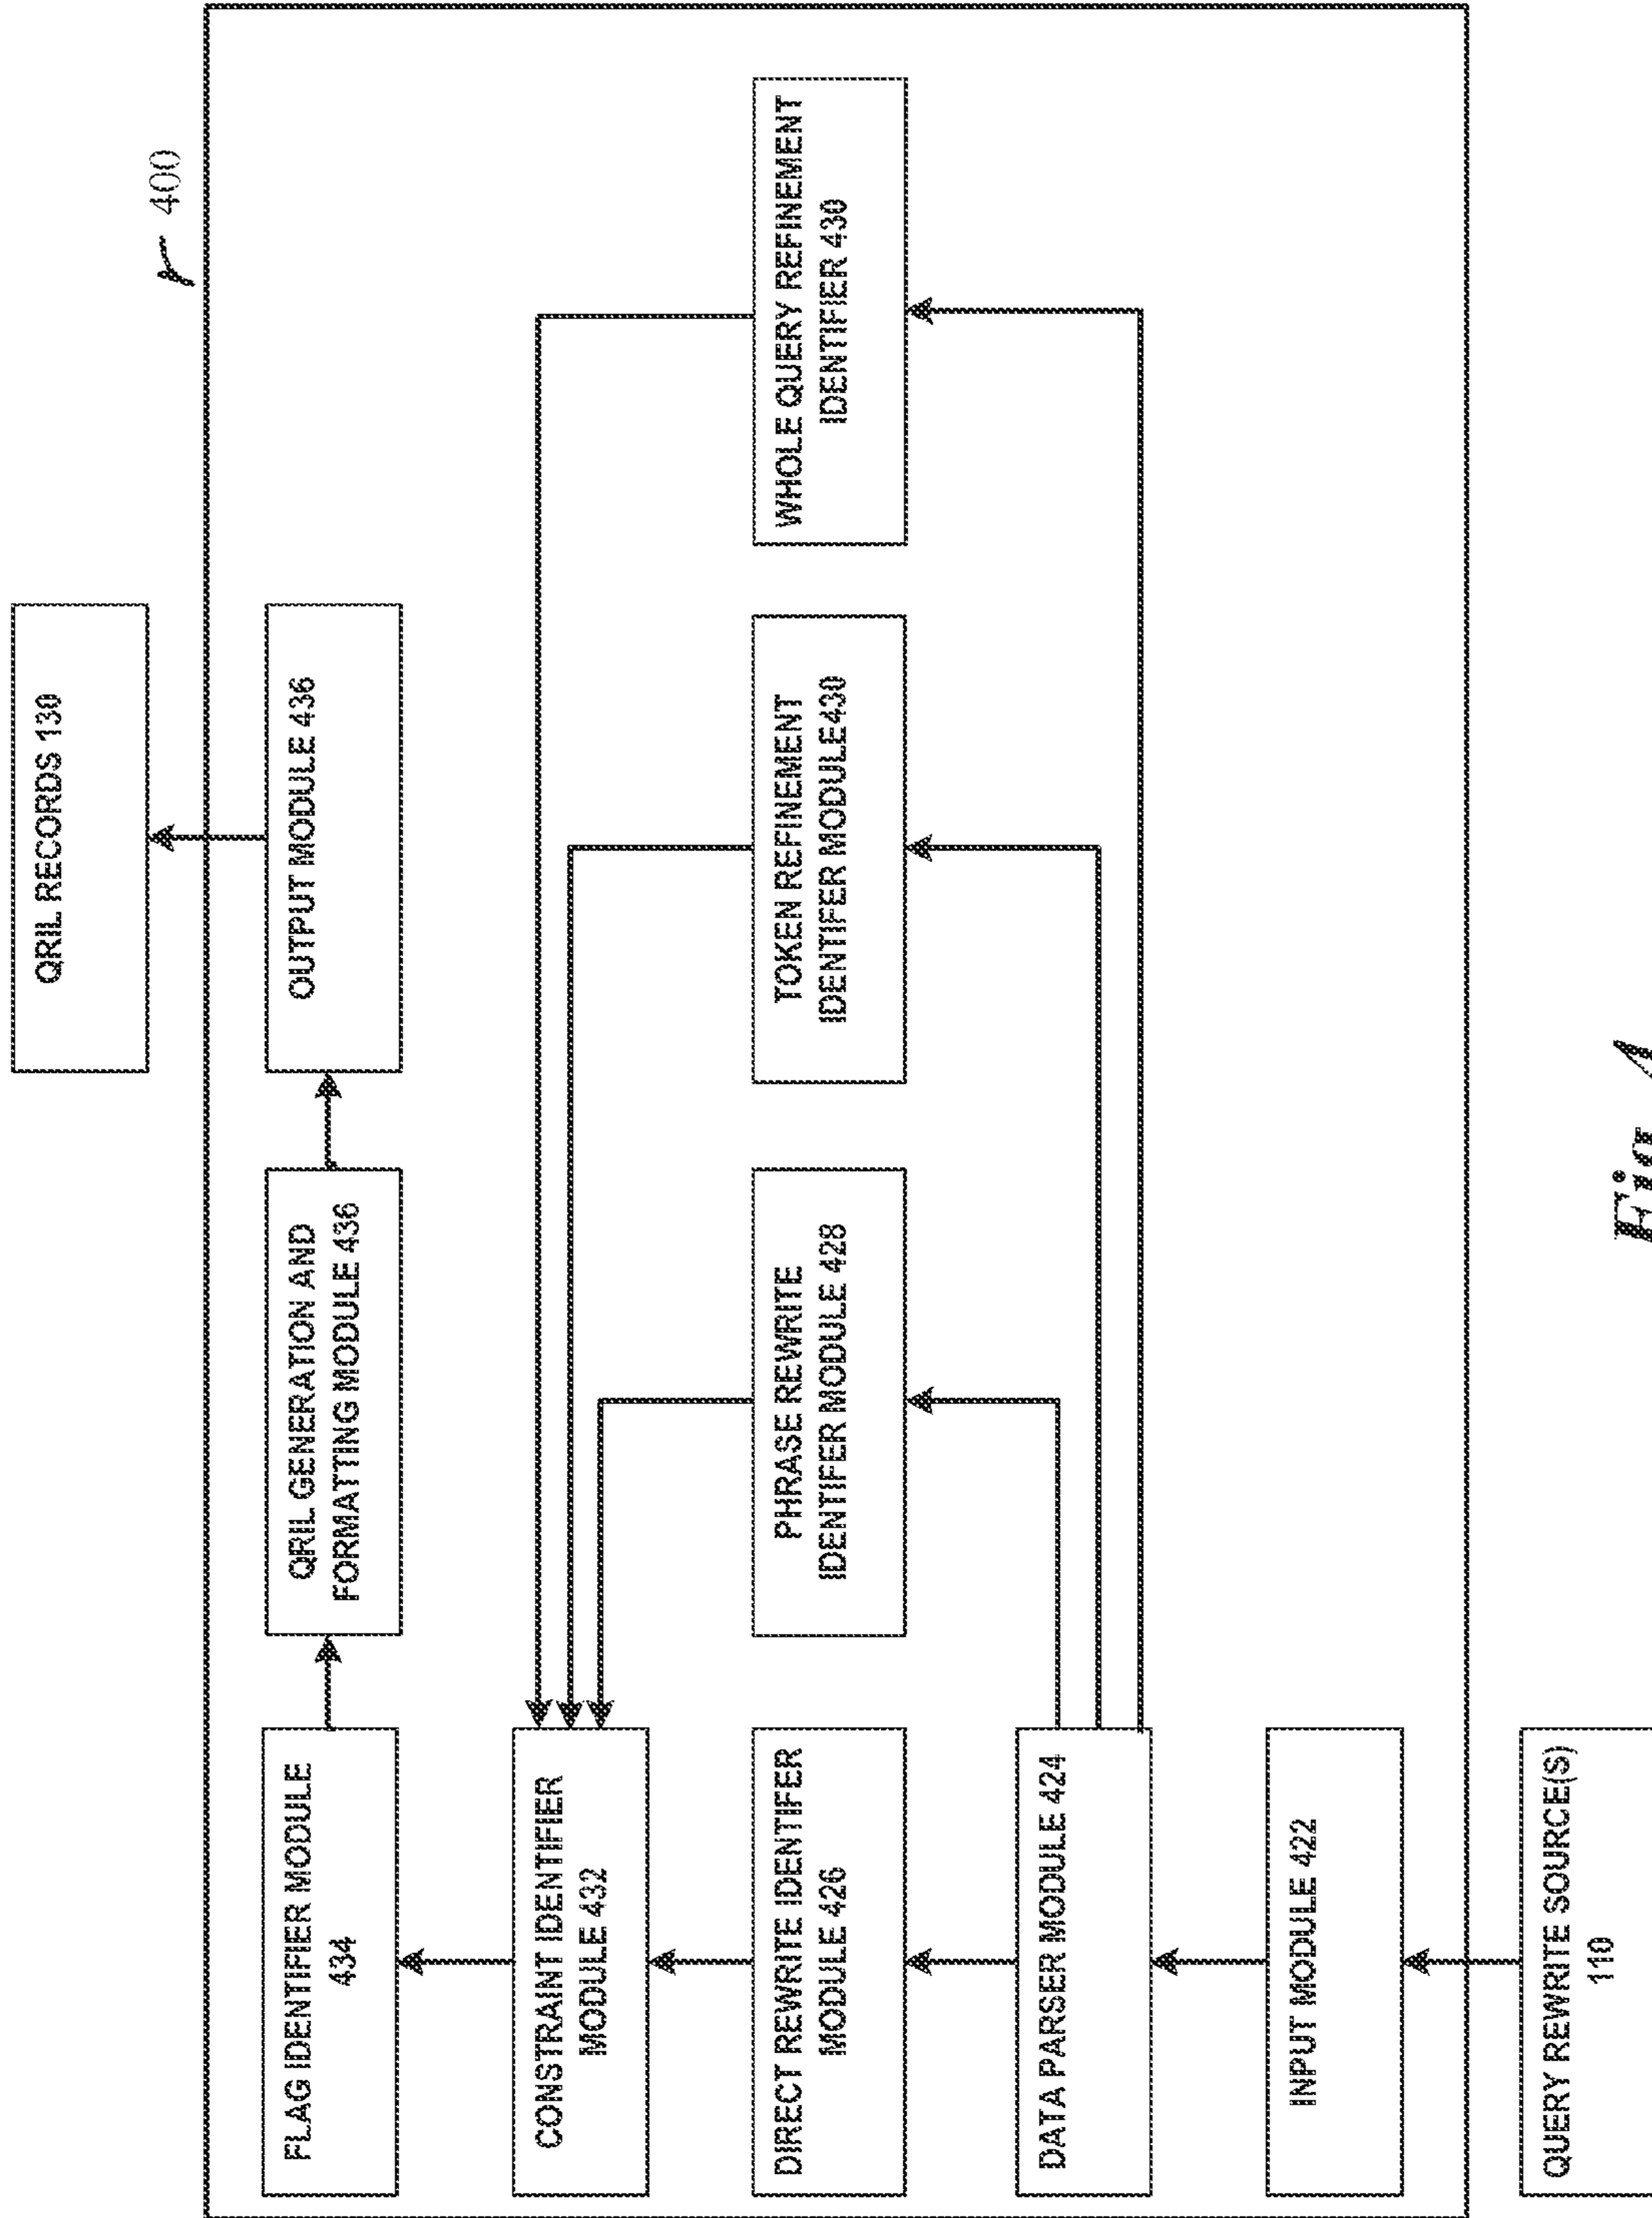 400
QRIL RECORDS 130
FLAG IDENTIFIER MODULE
434
QRIL GENERATION AND
FORMATTING MODULE 436
OUTPUT MODULE 436
CONSTRAINT IDENTIFIER
MODULE 432
DIRECT REWRITE IDENTIFER
MODULE 426
PHRASE REWRITE
IDENTIFER MODULE 428
TOKEN REFINEMENT
IDENTIFER MODULE430
WHOLE QUERY REFINEMENT
IDENTIFIER 430
DATA PARSER MODULE 424
INPUT MODULE 422
QUERY REWRITE SOURCE(S)
110
Fig. 4